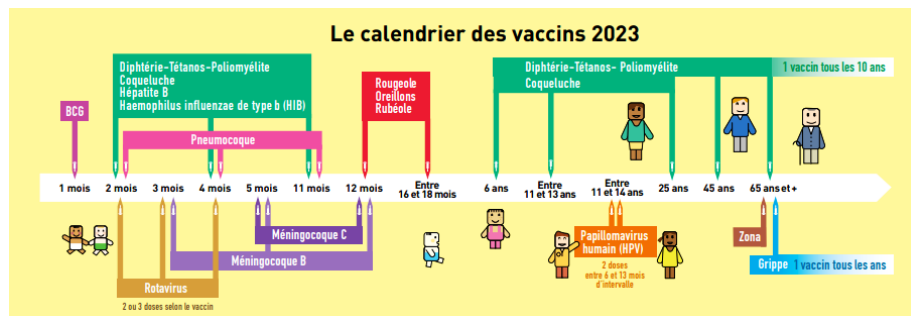 Le calendrier des vaccins 2023
Diphtérie-Tétanos-Poliomyélite
Coqueluche
Hépatite B
Haemophilus influenzae de type b (HIB)
BCG
Pneumocoque
Rougeole
Oreillons
Rubéole
Diphtérie-Tétanos- Poliomyélite
Coqueluche
1 vaccin tous les 10 ans
1 mois
2 mois
3 mois
4 mois
5 mois
11 mois
12 mois
Entre
16 et 18 mois
6 ans
Entre
11 et 13 ans
Entre
11 et 14 ans
25 ans
45 ans
65 ans et +
Méningocoque C
Méningocoque B
Rotavirus
2 ou 3 doses selon le vaccin
Papillomavirus
humain (HPV)
2 doses
entre 6 et 13 mois
d'intervalle
Zona
Grippe 1 vaccin tous les ans